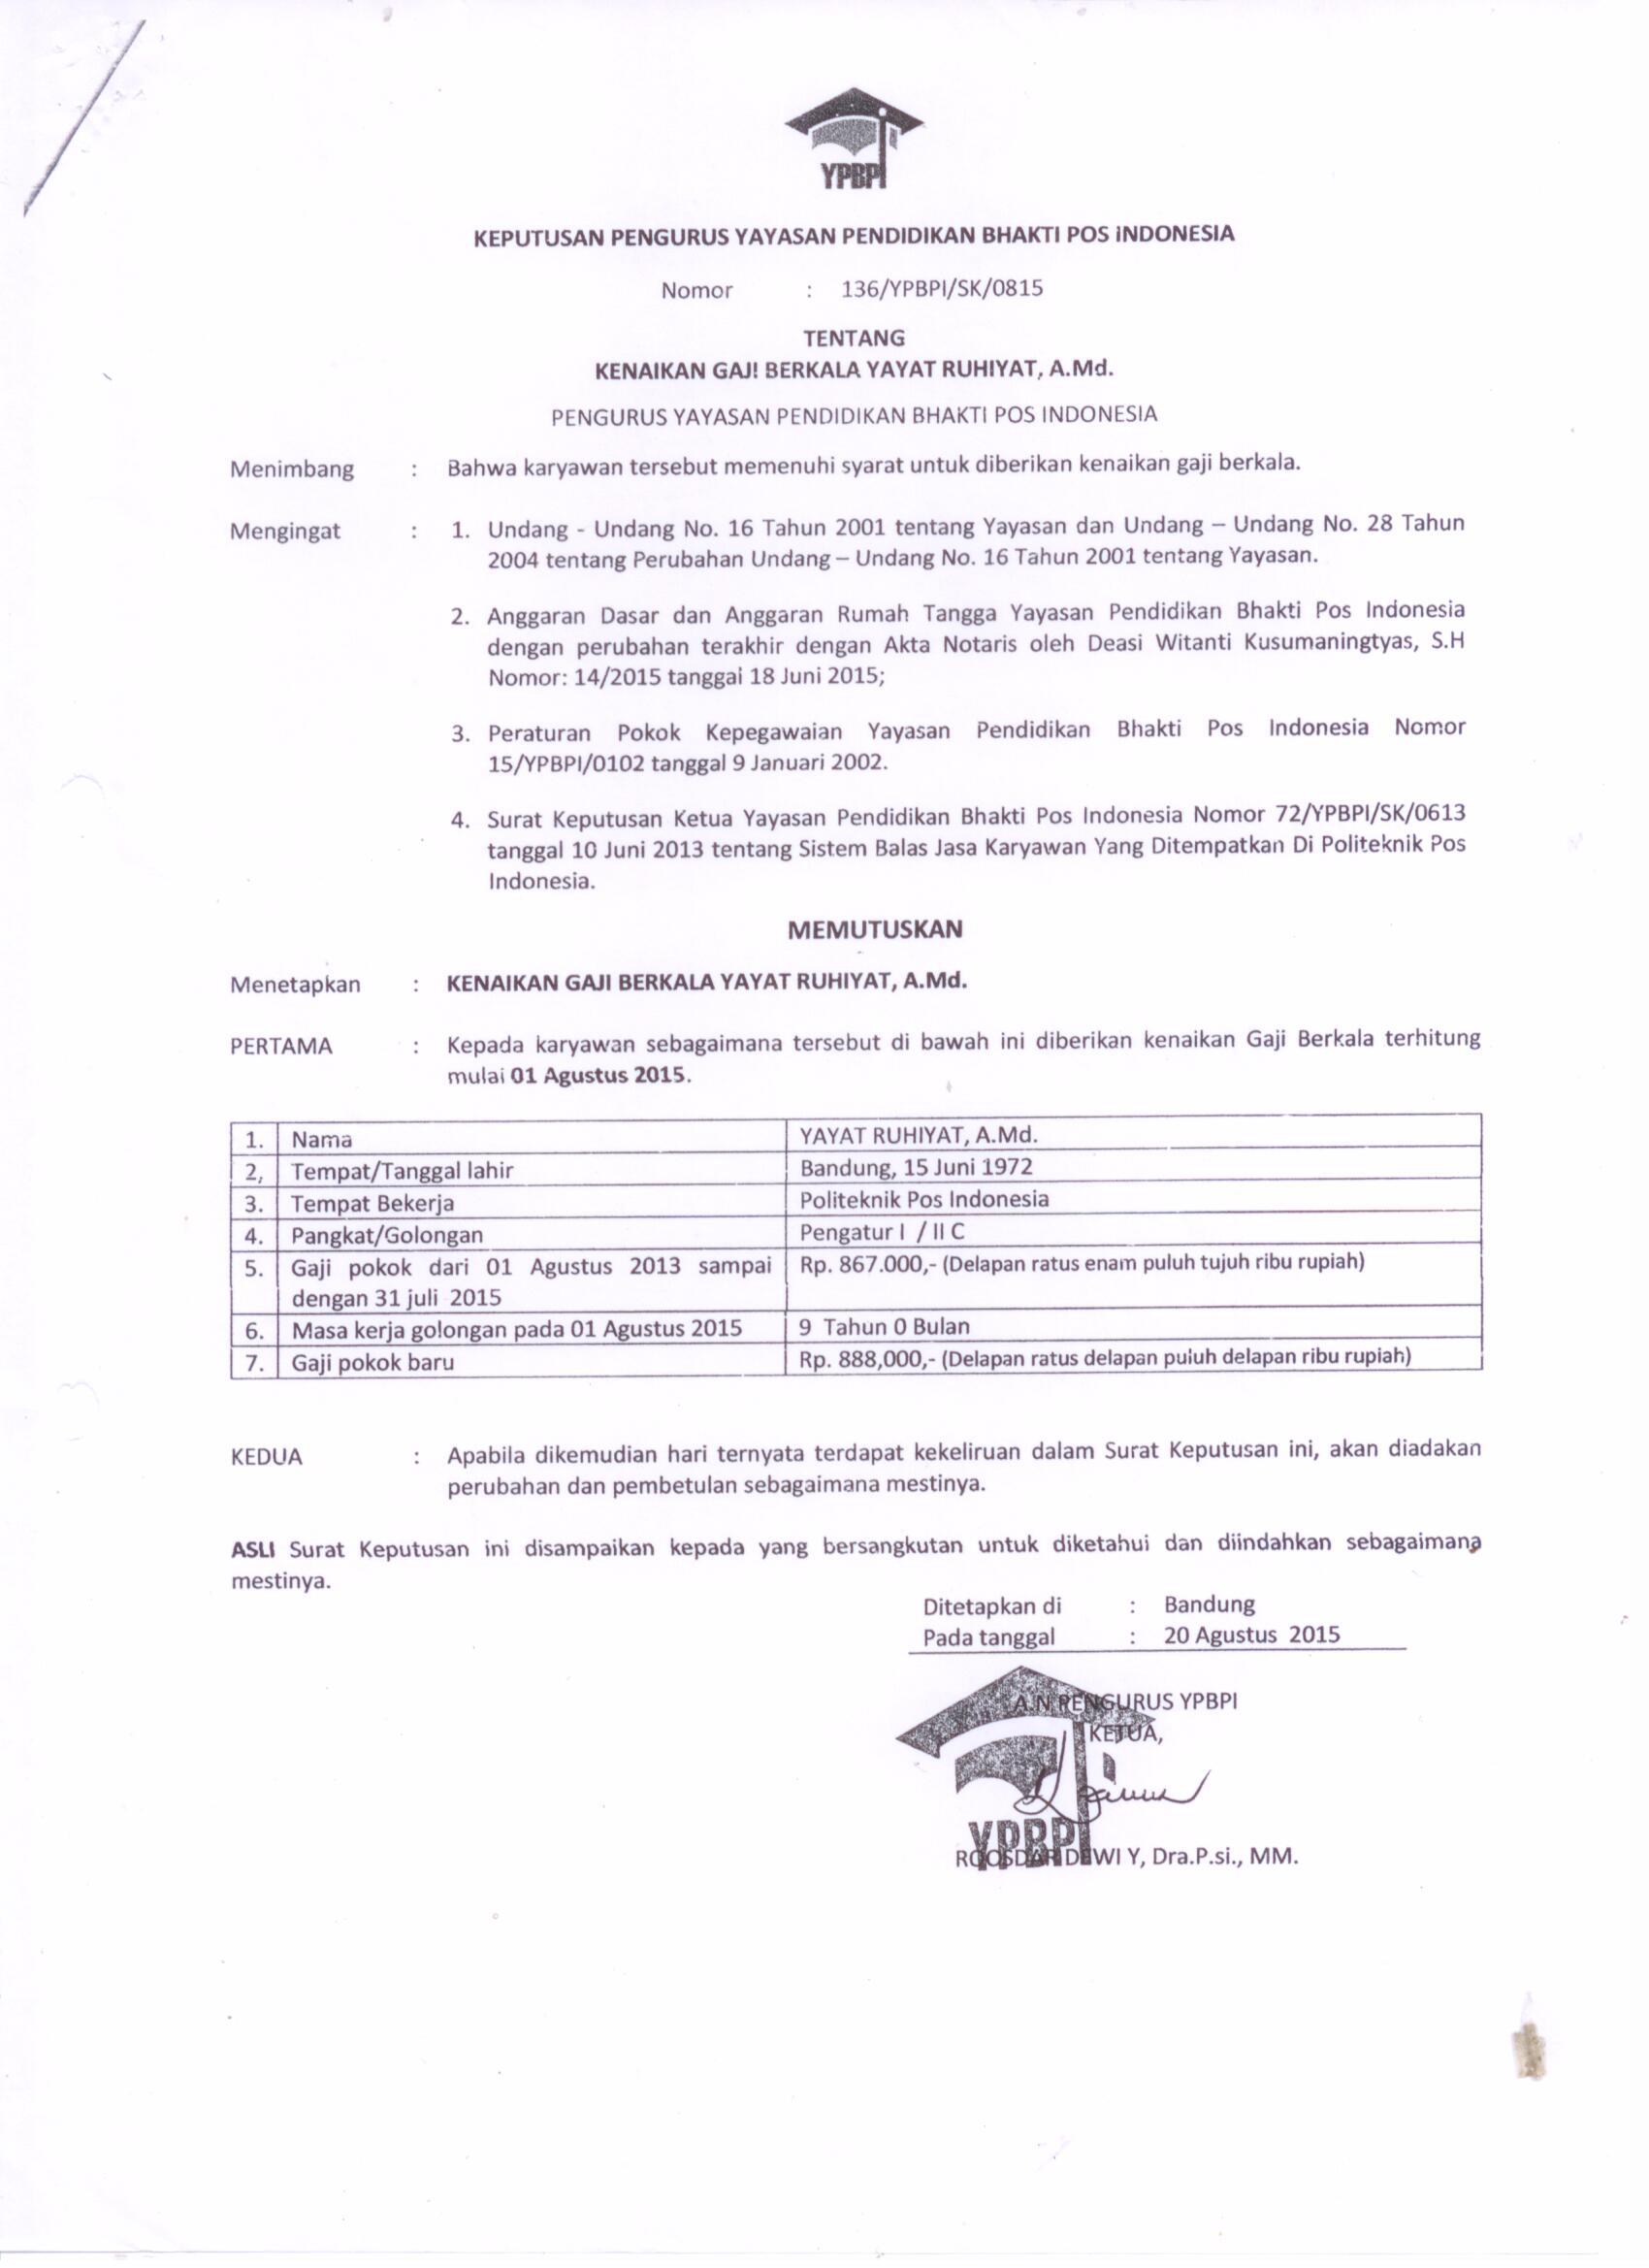 YPBPI
KEPUTUSAN PENGURUS YAYASAN PENDIDIKAN BHAKTI POS INDONESIA
Nomor : 136/YPBPI/SK/0815
TENTANG
KENAIKAN GAJI BERKALA YAYAT RUHIYAT, A.Md.
PENGURUS YAYASAN PENDIDIKAN BHAKTI POS INDONESIA
Menimbang : Bahwa karyawan tersebut memenuhi syarat untuk diberikan kenaikan gaji berkala.
Mengingat : 1. Undang - Undang No. 16 Tahun 2001 tentang Yayasan dan Undang – Undang No. 28 Tahun
2004 tentang Perubahan Undang – Undang No. 16 Tahun 2001 tentang Yayasan.
2. Anggaran Dasar dan Anggaran Rumah Tangga Yayasan Pendidikan Bhakti Pos Indonesia
dengan perubahan terakhir dengan Akta Notaris oleh Deasi Witanti Kusumaningtyas, S.H
Nomor: 14/2015 tanggal 18 Juni 2015;
3. Peraturan Pokok Kepegawaian Yayasan Pendidikan Bhakti Pos Indonesia Nomor
15/YPBPI/0102 tanggal 9 Januari 2002.
4. Surat Keputusan Ketua Yayasan Pendidikan Bhakti Pos Indonesia Nomor 72/YPBPI/SK/0613
tanggal 10 Juni 2013 tentang Sistem Balas Jasa Karyawan Yang Ditempatkan Di Politeknik Pos
Indonesia.
MEMUTUSKAN
Menetapkan : KENAIKAN GAJI BERKALA YAYAT RUHIYAT, A.Md.
PERTAMA : Kepada karyawan sebagaimana tersebut di bawah ini diberikan kenaikan Gaji Berkala terhitung
mulai 01 Agustus 2015.
1. Nama YAYAT RUHIYAT, A.Md.
2, Tempat/Tanggal lahir Bandung, 15 Juni 1972
3. Tempat Bekerja Politeknik Pos Indonesia
4. Pangkat/Golongan Pengatur I / II C
5. Gaji pokok dari 01 Agustus 2013 sampai Rp. 867.000,- (Delapan ratus enam puluh tujuh ribu rupiah)
dengan 31 juli 2015
6. Masa kerja golongan pada 01 Agustus 2015 9 Tahun 0 Bulan
7. Gaji pokok baru Rp. 888,000,- (Delapan ratus delapan puluh delapan ribu rupiah)
KEDUA : Apabila dikemudian hari ternyata terdapat kekeliruan dalam Surat Keputusan ini, akan diadakan
perubahan dan pembetulan sebagaimana mestinya.
ASLI Surat Keputusan ini disampaikan kepada yang bersangkutan untuk diketahui dan diindahkan sebagaimana
mestinya.
Ditetapkan di : Bandung
Pada tanggal : 20 Agustus 2015
A.N PENGURUS YPBPI
KETUA,
YPBPI
ROOSDAR DEWI Y, Dra.P.si., MM.